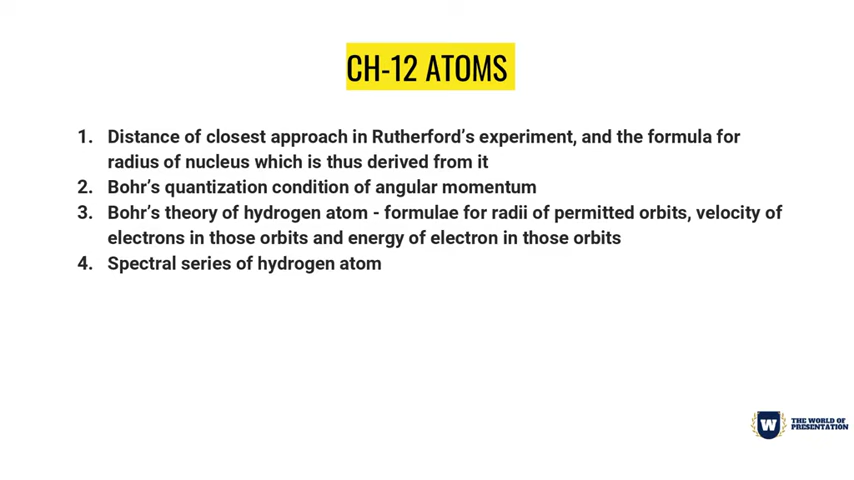 CH-12 ATOMS
1. Distance of closest approach in Rutherford's experiment, and the formula for
radius of nucleus which is thus derived from it
2. Bohr's quantization condition of angular momentum
3. Bohr's theory of hydrogen atom - formulae for radii of permitted orbits, velocity of
electrons in those orbits and energy of electron in those orbits
4. Spectral series of hydrogen atom
W
THE WORLD OF
PRESENTATION